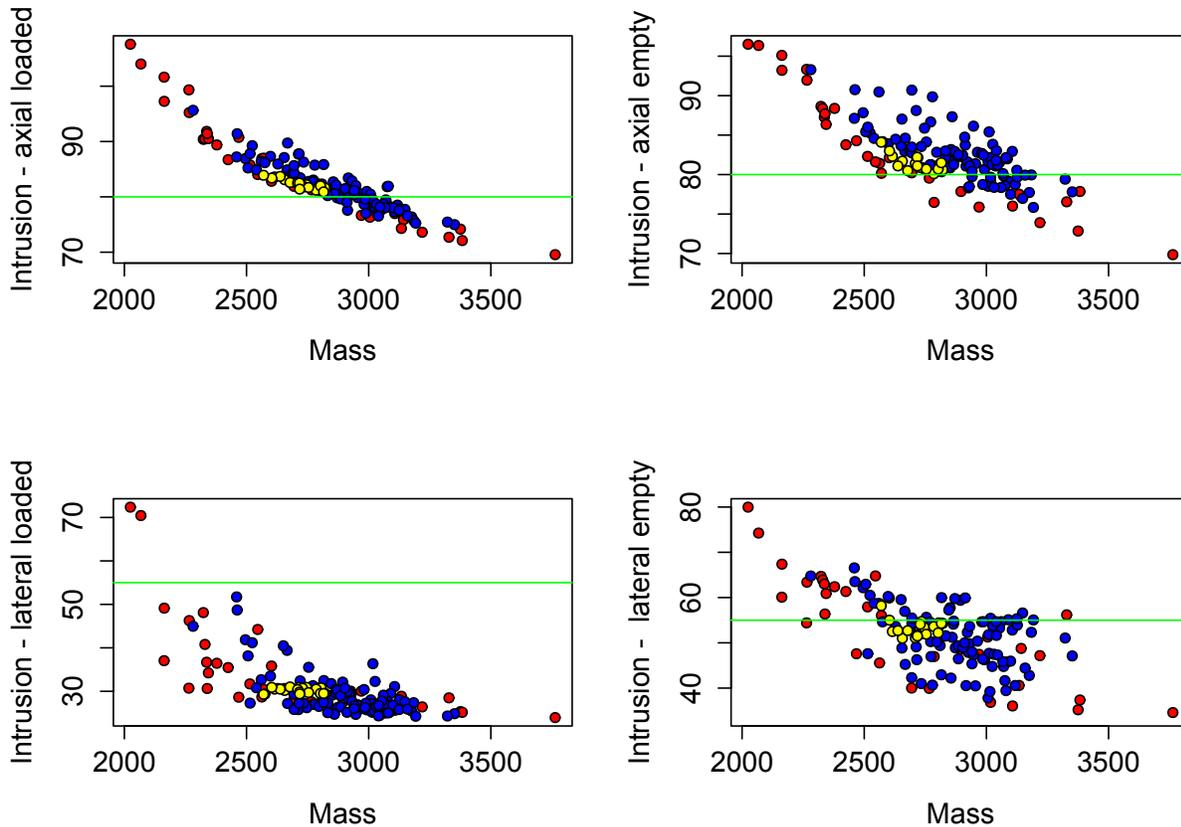 Intrusion - axial loaded
70
90
2000 2500 3000 3500
Mass
Intrusion - axial empty
70
80
90
2000 2500 3000 3500
Mass
Intrusion - lateral loaded
30
50
70
2000 2500 3000 3500
Mass
Intrusion - lateral empty
40
60
80
2000 2500 3000 3500
Mass